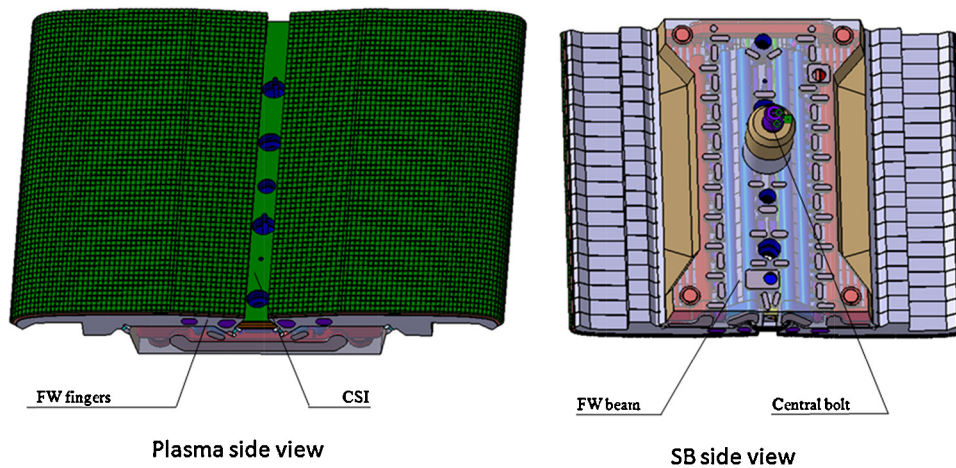 FW fingers
CSI
Plasma side view
FW beam
Central bolt
SB side view